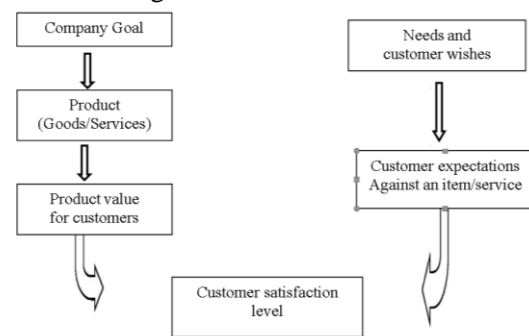 Company Goal
Needs and
customer wishes
Product
(Goods/Services)
Customer expectations
Against an item/service
Product value
for customers
Customer satisfaction
level